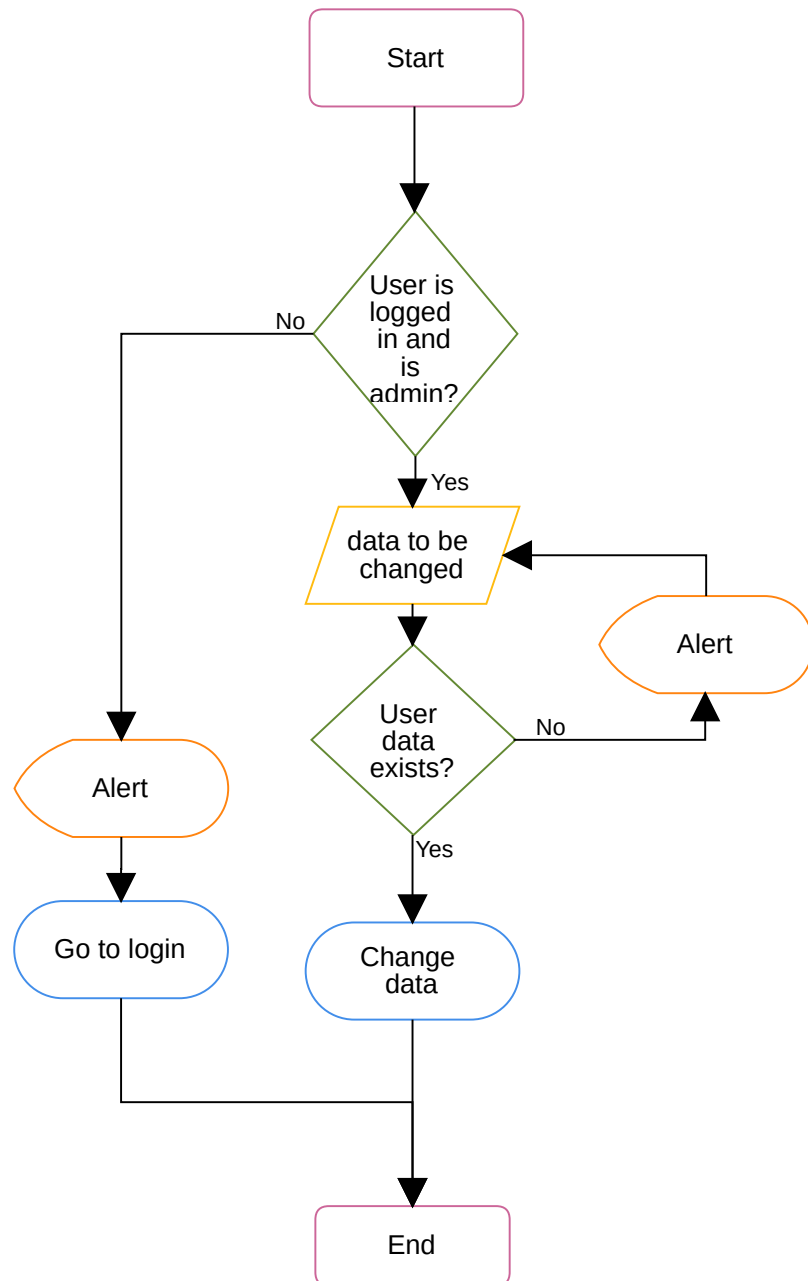 Start
User is
logged
in and
is
admin?
No
Yes
data to be
changed
Alert
User
data
exists?
No
Alert
Yes
Go to login
Change
data
End